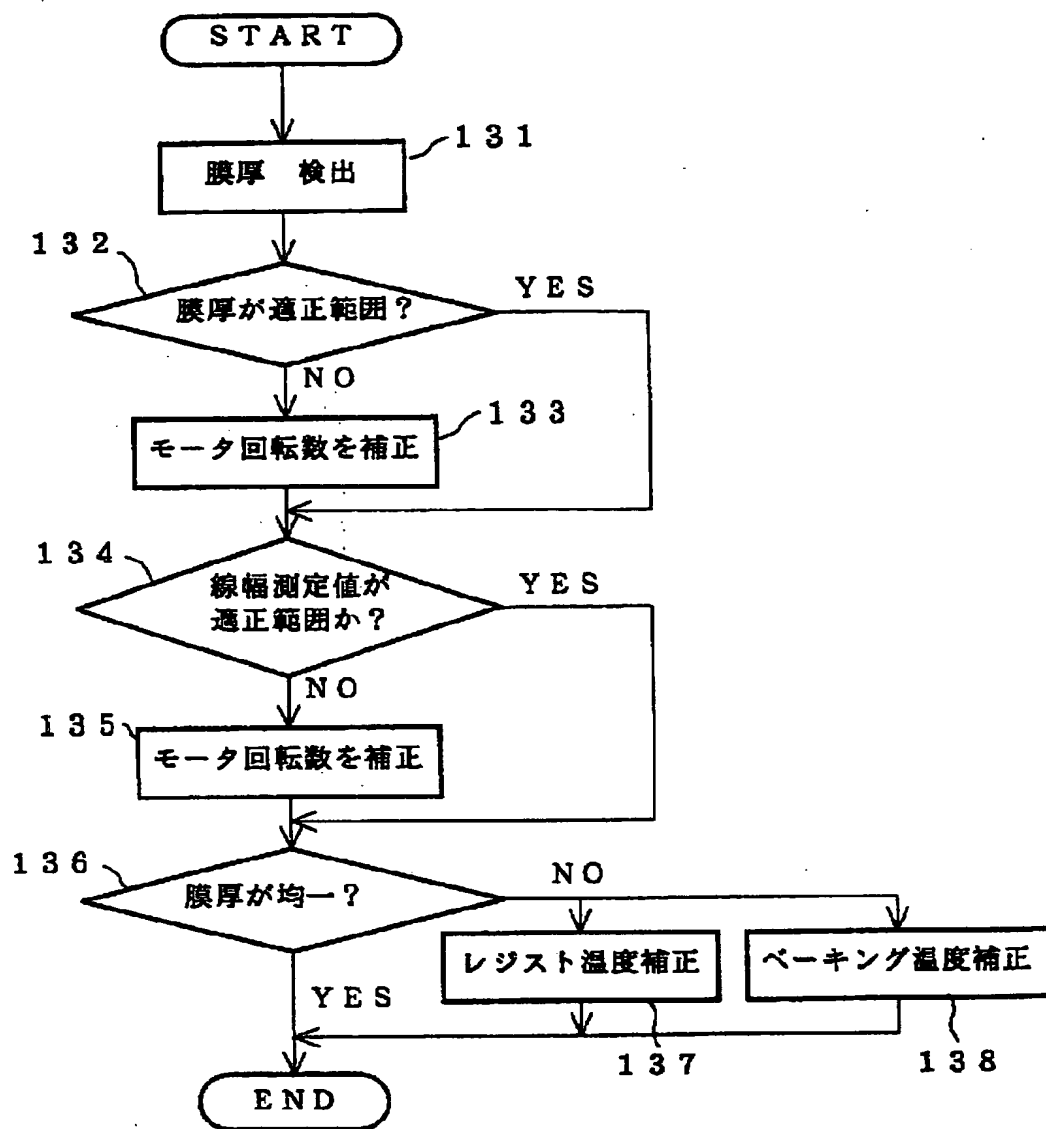 START
131
膜厚 検出
132
膜厚が適正範囲?
YES
NO
133
モータ回転数を補正
134
線幅測定値が
適正範囲か?
YES
NO
135
モータ回転数を補正
136
膜厚が均一?
NO
YES
レジスト温度補正
ベーキング温度補正
137
138
END